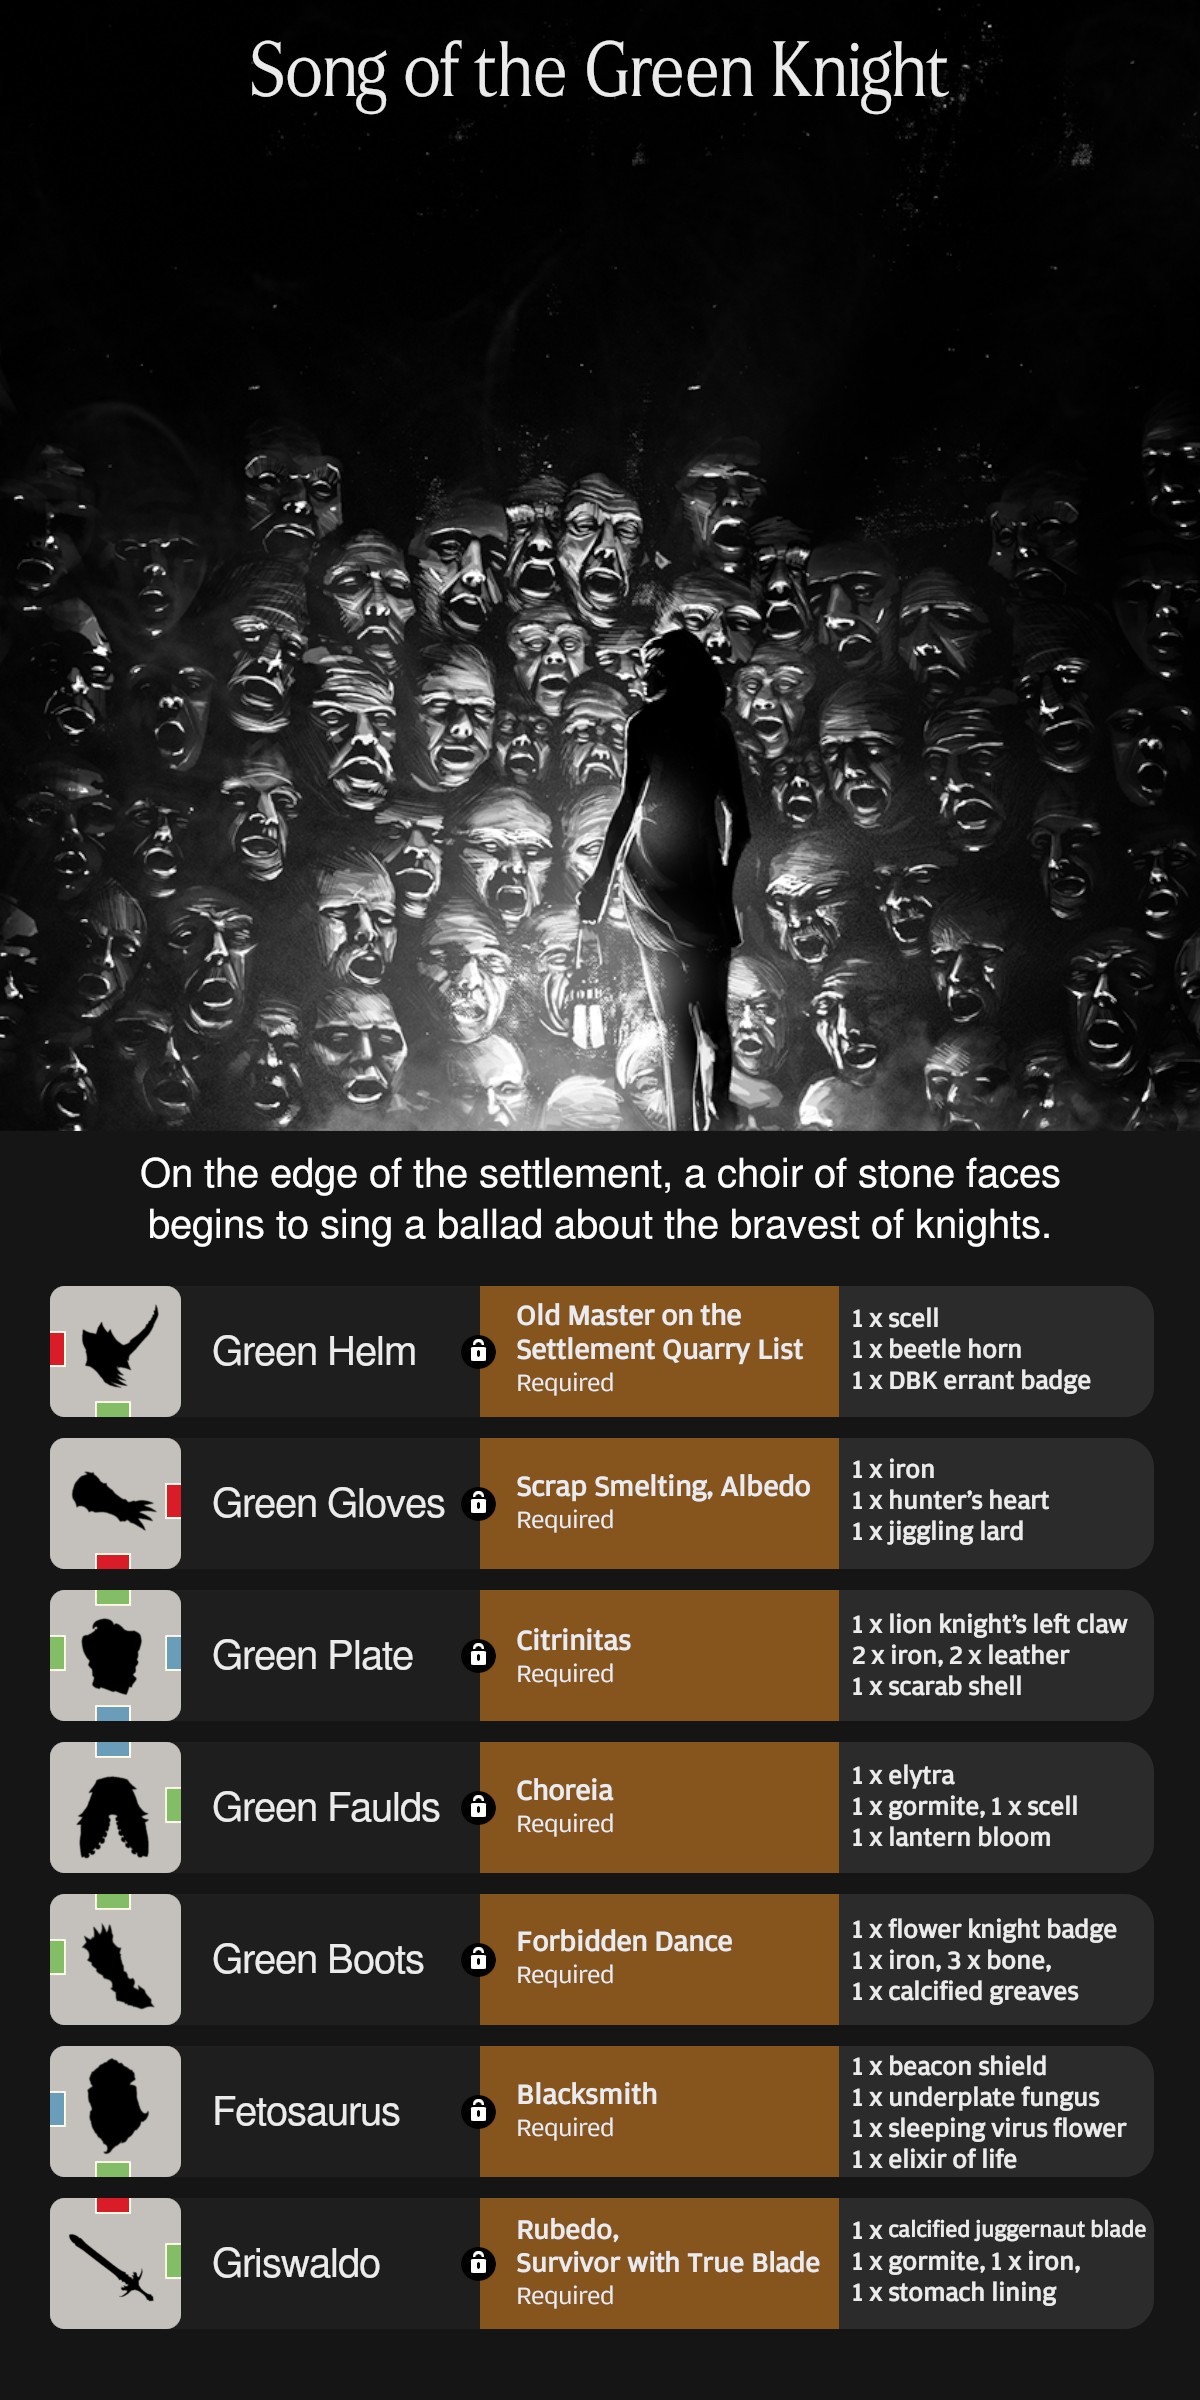 Song of the Green Knight
On the edge of the settlement, a choir of stone faces
begins to sing a ballad about the bravest of knights.
Green Helm
Old Master on the
Settlement Quarry List
Required
1 x scell
1 x beetle horn
1 x DBK errant badge
Green Gloves
Scrap Smelting, Albedo
Required
1 x iron
1 x hunter's heart
1 x jiggling lard
Green Plate
Citrinitas
Required
1 x lion knight's left claw
2 x iron, 2 x leather
1 x scarab shell
Green Faulds
Choreia
Required
1 x elytra
1 x gormite, 1 x scell
1 x lantern bloom
Green Boots
Forbidden Dance
Required
1 x flower knight badge
1 x iron, 3 x bone,
1 x calcified greaves
Fetosaurus
Blacksmith
Required
1 x beacon shield
1 x underplate fungus
1 x sleeping virus flower
1 x elixir of life
Griswaldo
Rubedo,
Survivor with True Blade
Required
1 x calcified juggernaut blade
1 x gormite, 1 x iron,
1 x stomach lining